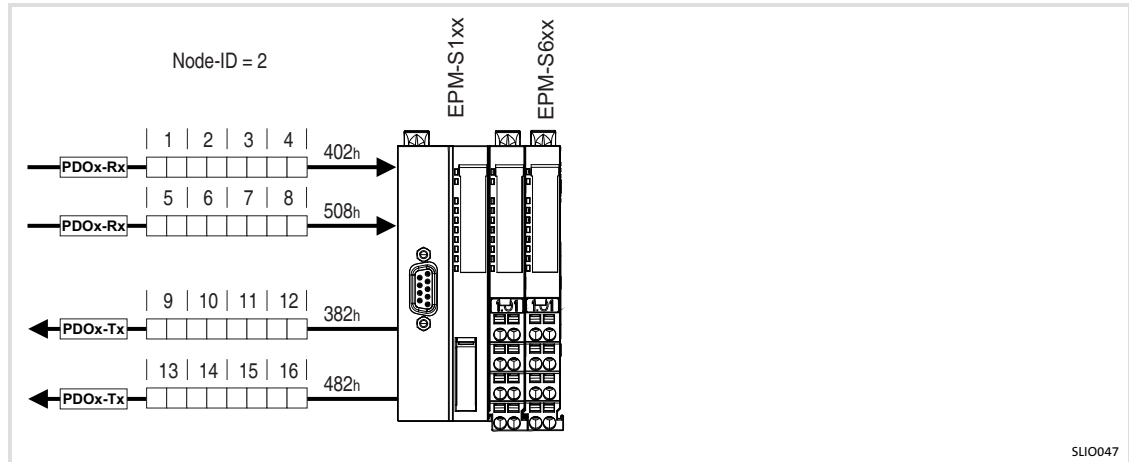 Node-ID = 2
EPM-S1xx
EPM-S6xx
| 1 | 2 | 3 | 4 |
PDOx-Rx
402h
| 5 | 6 | 7 | 8 |
PDOx-Rx
508h
| 9 | 10 | 11 | 12 |
PDOx-Tx
382h
| 13 | 14 | 15 | 16 |
PDOx-Tx
482h
SLIO047